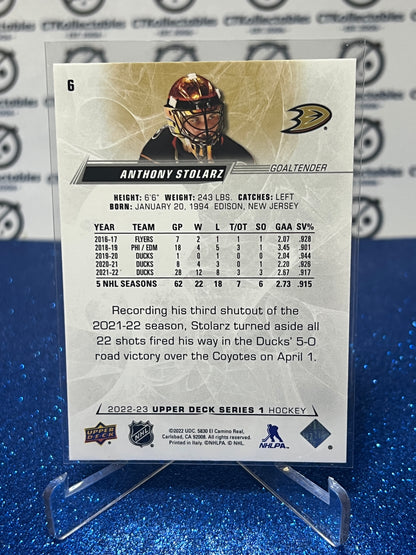 6
ANTHONY STOLARZ
GOALTENDER
HEIGHT: 6'6" WEIGHT: 243 LBS. CATCHES: LEFT
BORN: JANUARY 20, 1994 EDISON, NEW JERSEY
YEAR TEAM GP W L T/OT SO GAA SV%
2016-17 FLYERS 7 2 1 1 1 2.07 .928
2018-19 PHI / EDM 18 4 5 3 1 3.45 .901
2019-20 DUCKS 1 0 1 0 0 2.04 .944
2020-21 DUCKS 8 4 3 0 1 2.20 .926
2021-22 DUCKS 28 12 8 3 3 2.67 .917
5 NHL SEASONS 62 22 18 7 6 2.73 .915
Recording his third shutout of the
2021-22 season, Stolarz turned aside all
22 shots fired his way in the Ducks' 5-0
road victory over the Coyotes on April 1.
2022-23 UPPER DECK SERIES 1 HOCKEY
UPPER DECK
NHL
©2022 UDC. 5830 El Camino Real,
Carlsbad, CA 92008. All rights reserved.
Printed in Italy. ©NHLPA. © NHL.
NHLPA